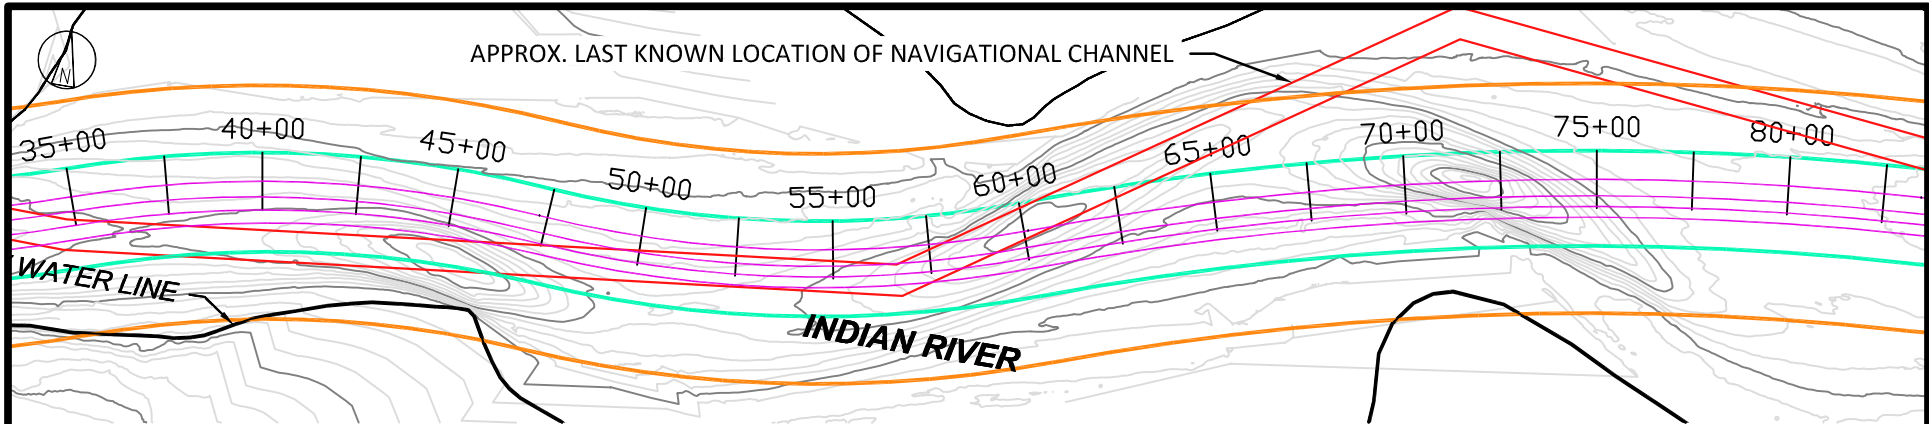 APPROX. LAST KNOWN LOCATION OF NAVIGATIONAL CHANNEL
N
35+00
40+00
45+00
50+00
55+00
60+00
65+00
70+00
75+00
80+00
WATER LINE
INDIAN RIVER